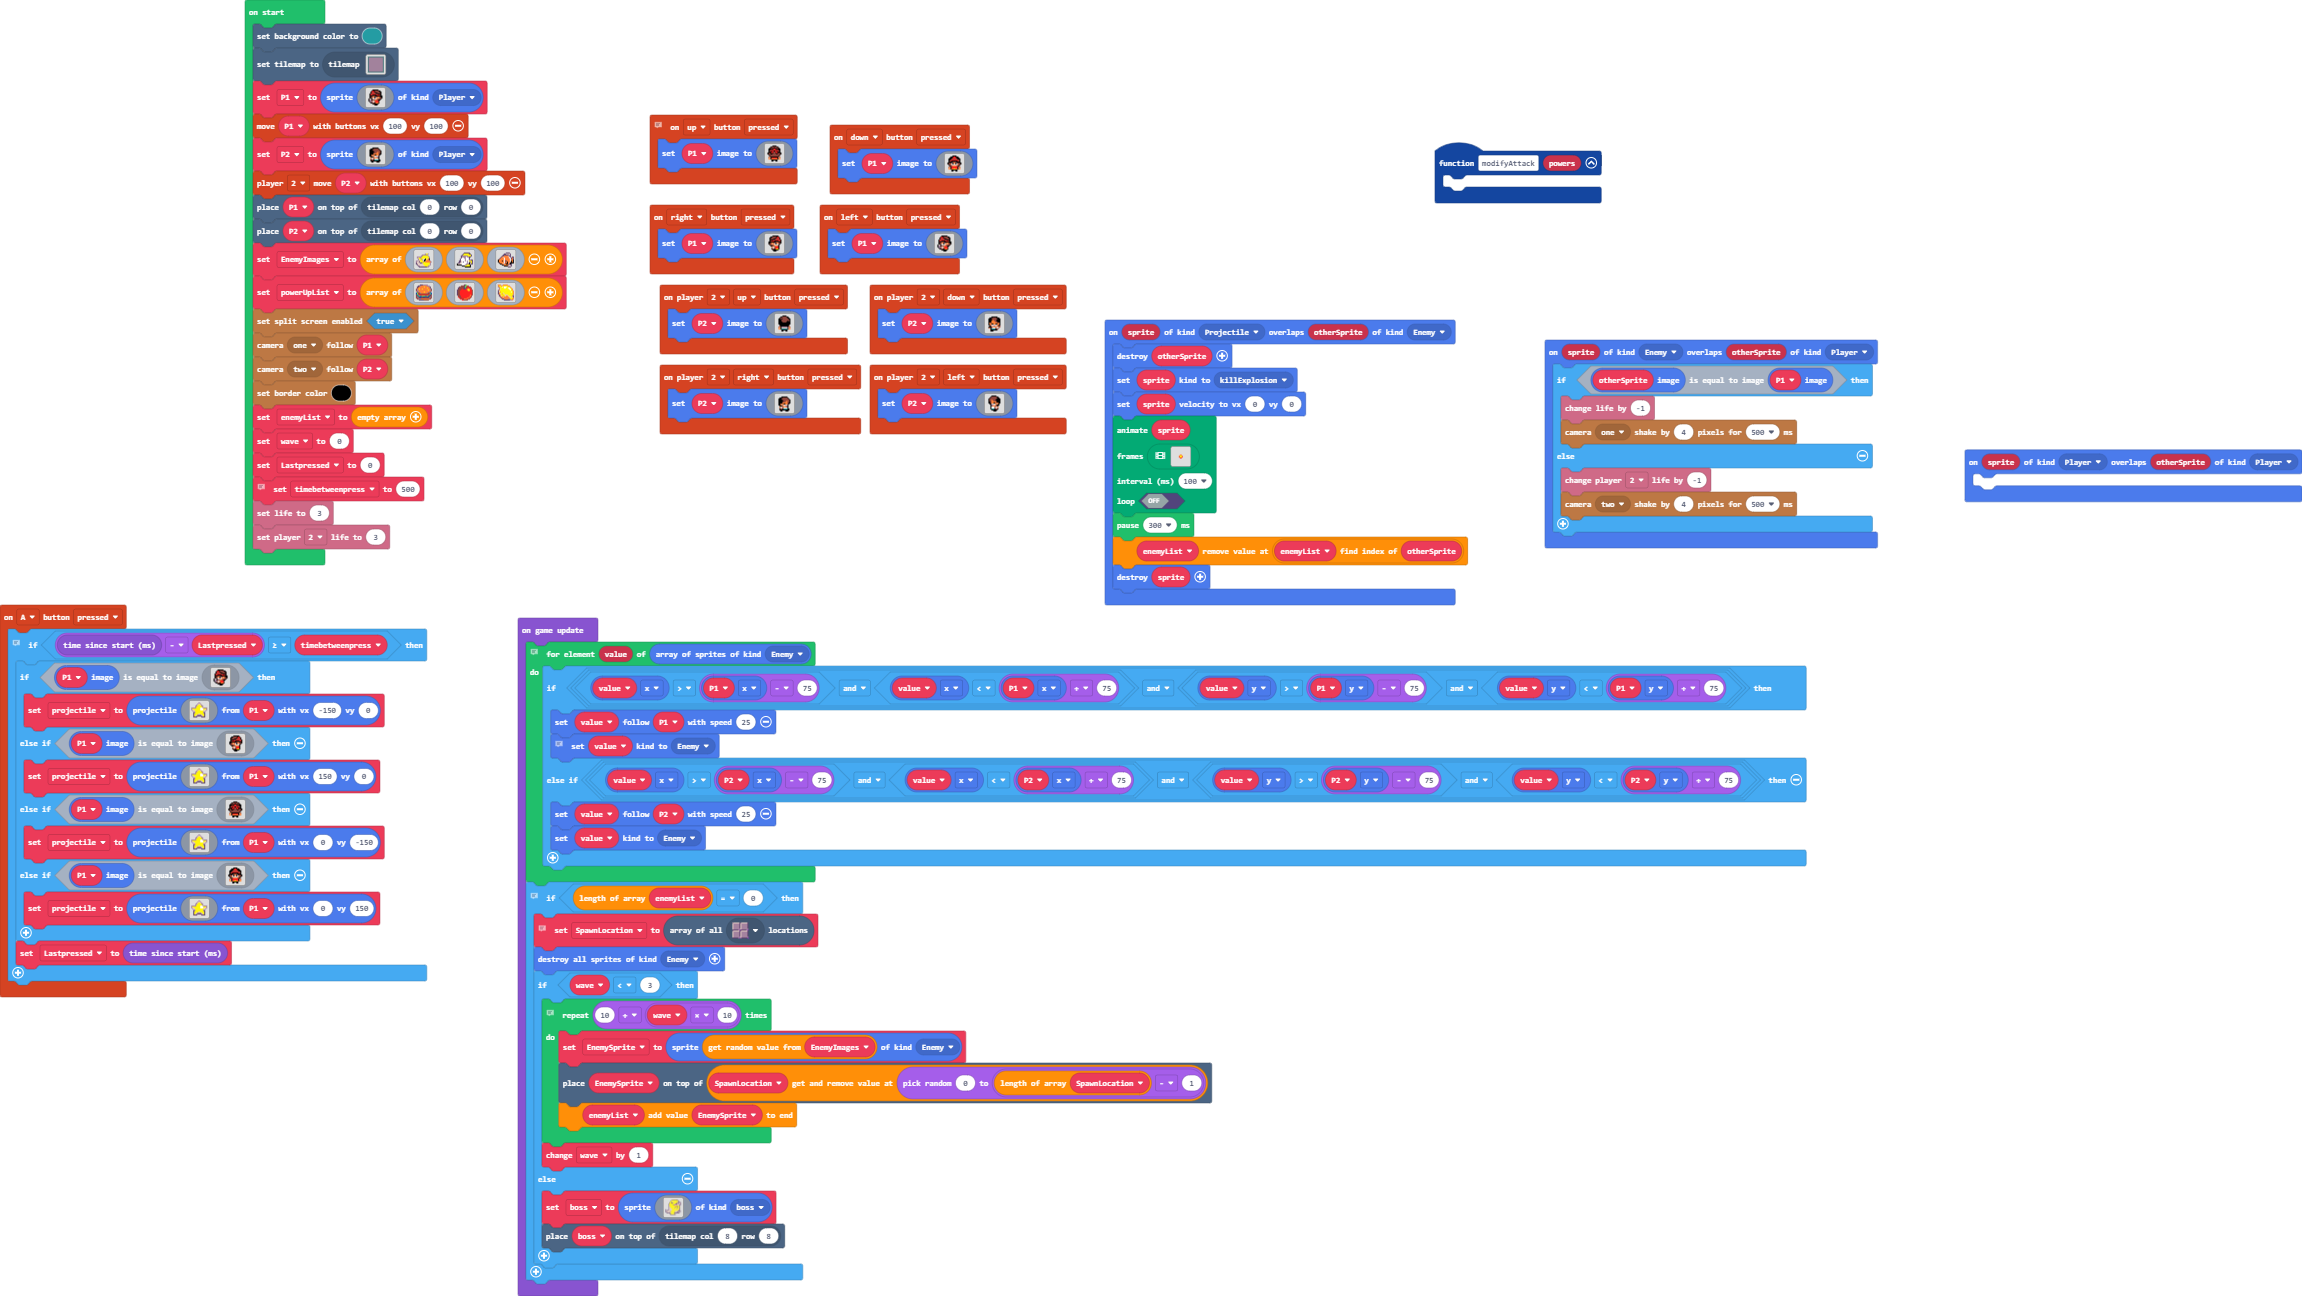 on start
set background color to
set tilemap to tilemap
set P1 to sprite of kind Player
move P1 with buttons vx 100 vy 100
set P2 to sprite of kind Player
player 2 move P2 with buttons vx 100 vy 100
place P1 on top of tilemap col 0 row 0
place P2 on top of tilemap col 0 row 0
set EnemyImages to array of
set powerUpList to array of
set split screen enabled true
camera one follow P1
camera two follow P2
set border color
set enemyList to empty array
set wave to 0
set Lastpressed to 0
set timebetweenpress to 500
set life to 3
set player 2 life to 3
on up button pressed
set P1 image to
on down button pressed
set P1 image to
on right button pressed
set P1 image to
on left button pressed
set P1 image to
on player 2 up button pressed
set P2 image to
on player 2 down button pressed
set P2 image to
on player 2 right button pressed
set P2 image to
on player 2 left button pressed
set P2 image to
function modifyAttack powers
on sprite of kind Projectile overlaps otherSprite of kind Enemy
destroy otherSprite
set sprite kind to killExplosion
set sprite velocity to vx 0 vy 0
animate sprite
frames
interval (ms) 100
loop OFF
pause 300 ms
enemyList remove value at enemyList find index of otherSprite
destroy sprite
on sprite of kind Enemy overlaps otherSprite of kind Player
if otherSprite image is equal to image P1 image then
change life by -1
camera one shake by 4 pixels for 500 ms
else
change player 2 life by -1
camera two shake by 4 pixels for 500 ms
on sprite of kind Player overlaps otherSprite of kind Player
on A button pressed
if time since start (ms) - Lastpressed ≥ timebetweenpress then
if P1 image is equal to image then
set projectile to projectile from P1 with vx -150 vy 0
else if P1 image is equal to image then
set projectile to projectile from P1 with vx 150 vy 0
else if P1 image is equal to image then
set projectile to projectile from P1 with vx 0 vy -150
else if P1 image is equal to image then
set projectile to projectile from P1 with vx 0 vy 150
set Lastpressed to time since start (ms)
on game update
for element value of array of sprites of kind Enemy
do
if value x > P1 x - 75 and value x < P1 x + 75 and value y > P1 y - 75 and value y < P1 y + 75 then
set value follow P1 with speed 25
set value kind to Enemy
else if value x > P2 x - 75 and value x < P2 x + 75 and value y > P2 y - 75 and value y < P2 y + 75 then
set value follow P2 with speed 25
set value kind to Enemy
if length of array enemyList = 0 then
set SpawnLocation to array of all locations
destroy all sprites of kind Enemy
if wave < 3 then
repeat 10 + wave × 10 times
do
set EnemySprite to sprite get random value from EnemyImages of kind Enemy
place EnemySprite on top of SpawnLocation get and remove value at pick random 0 to length of array SpawnLocation - 1
enemyList add value EnemySprite to end
change wave by 1
else
set boss to sprite of kind boss
place boss on top of tilemap col 8 row 8